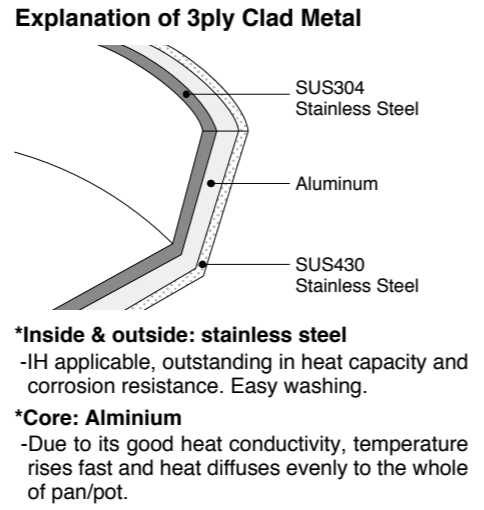 Explanation of 3ply Clad Metal
SUS304
Stainless Steel
Aluminum
SUS430
Stainless Steel
*Inside & outside: stainless steel
-IH applicable, outstanding in heat capacity and
corrosion resistance. Easy washing.
*Core: Alminium
-Due to its good heat conductivity, temperature
rises fast and heat diffuses evenly to the whole
of pan/pot.